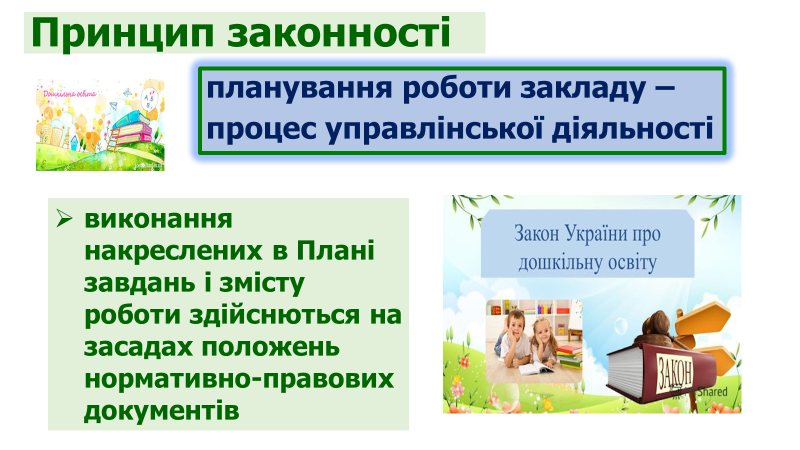 Принцип законності
Дошкільна освіта
А
Б
В
планування роботи закладу –
процес управлінської діяльності
виконання
накреслених в Плані
завдань і змісту
роботи здійснються на
засадах положень
нормативно-правових
документів
Закон України про
дошкільну освіту
ЗАКОН
Shared